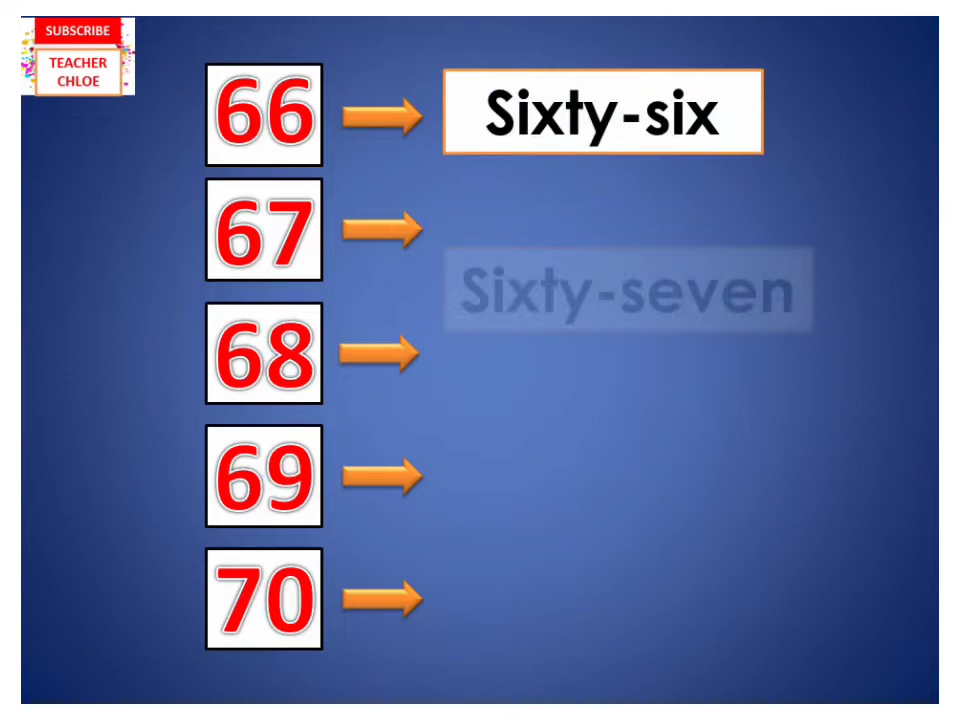 SUBSCRIBE
TEACHER
CHLOE
66 Sixty-six
67
Sixty-seven
68
69
70